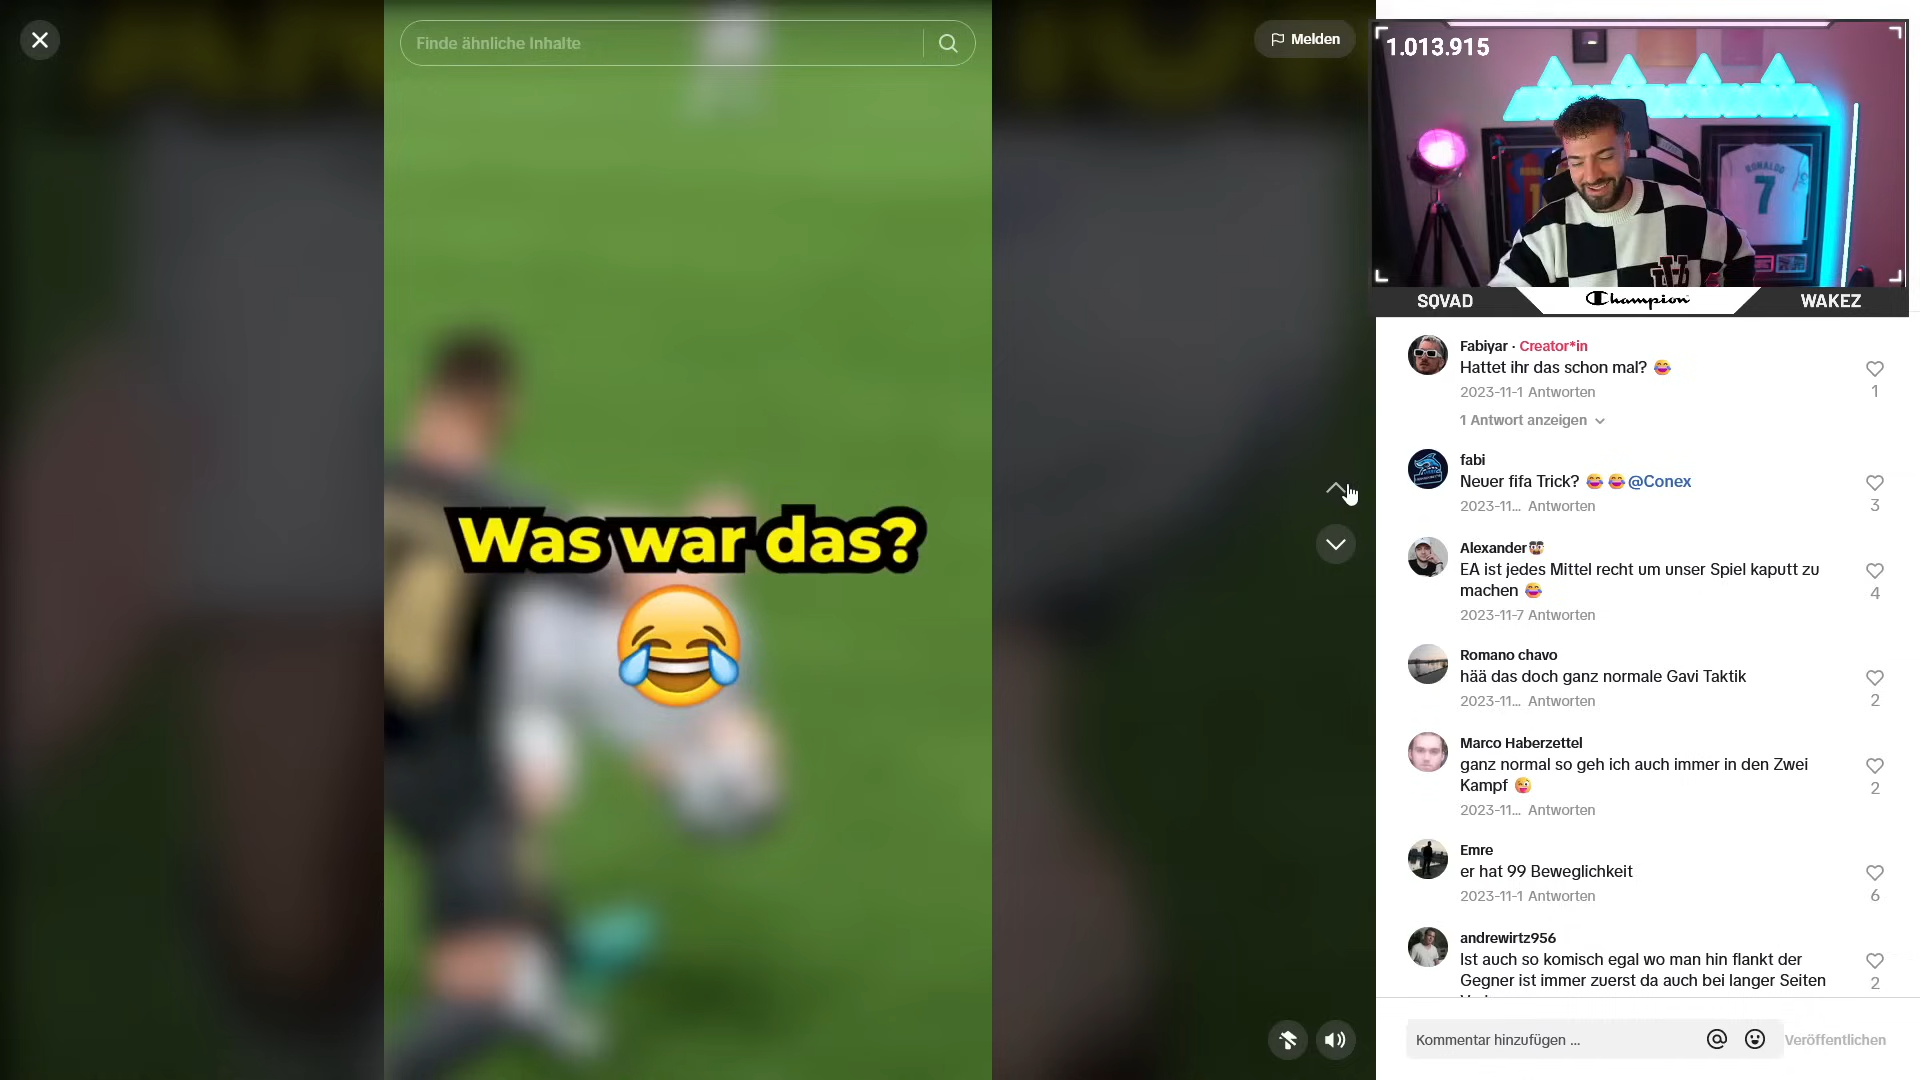 Finde ähnliche Inhalte
Melden
1.013.915
RONALDO
7
SQVAD
Champion
WAKEZ
Was war das?
Fabiyar · Creator*in
Hattet ihr das schon mal? 😂
2023-11-1 Antworten
1
1 Antwort anzeigen
fabi
Neuer fifa Trick? 😂 😂 @Conex
2023-11... Antworten
3
Alexander
EA ist jedes Mittel recht um unser Spiel kaputt zu
machen 😂
2023-11-7 Antworten
4
Romano chavo
hää das doch ganz normale Gavi Taktik
2023-11... Antworten
2
Marco Haberzettel
ganz normal so geh ich auch immer in den Zwei
Kampf 😜
2023-11... Antworten
2
Emre
er hat 99 Beweglichkeit
2023-11-1 Antworten
6
andrewirtz956
Ist auch so komisch egal wo man hin flankt der
Gegner ist immer zuerst da auch bei langer Seiten
2
Kommentar hinzufügen ...
Veröffentlichen